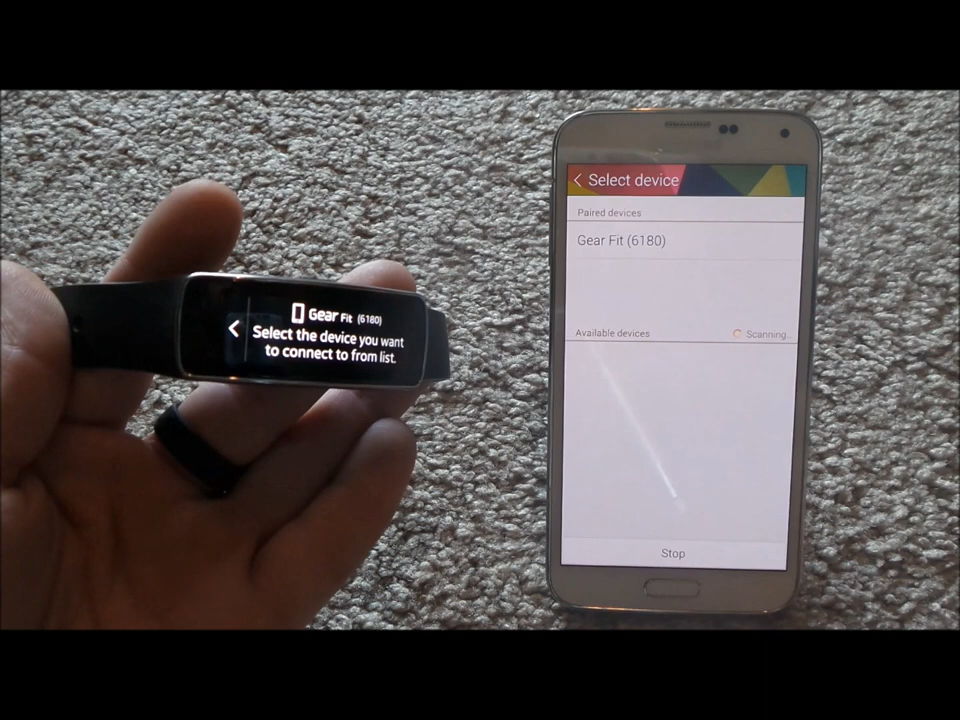 Gear Fit (6180)
Select the device you want
to connect to from list.
Select device
Paired devices
Gear Fit (6180)
Available devices
Scanning..
Stop